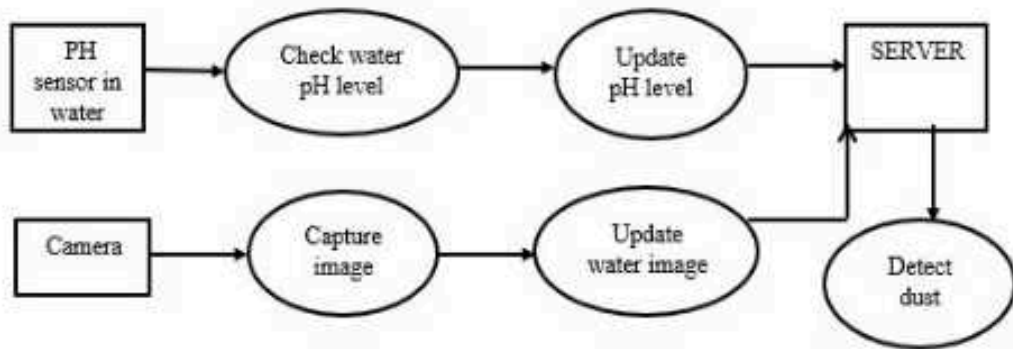 PH
sensor in
water
Check water
pH level
Update
pH level
SERVER
Camera
Capture
image
Update
water image
Detect
dust